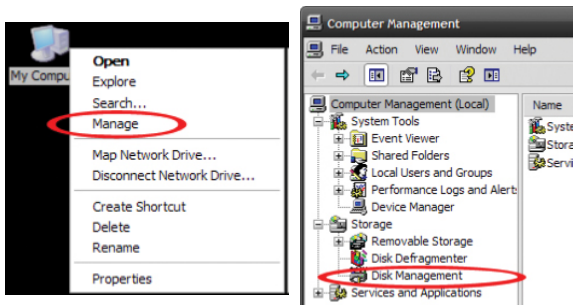 My Compu
Open
Explore
Search...
Manage
Map Network Drive...
Disconnect Network Drive...
Create Shortcut
Delete
Rename
Properties
Computer Management
File Action View Window Help
Computer Management (Local)
System Tools
Event Viewer
Shared Folders
Local Users and Groups
Performance Logs and Alert
Device Manager
Storage
Removable Storage
Disk Defragmenter
Disk Management
Services and Applications
Name
Syste
Stora
Servi